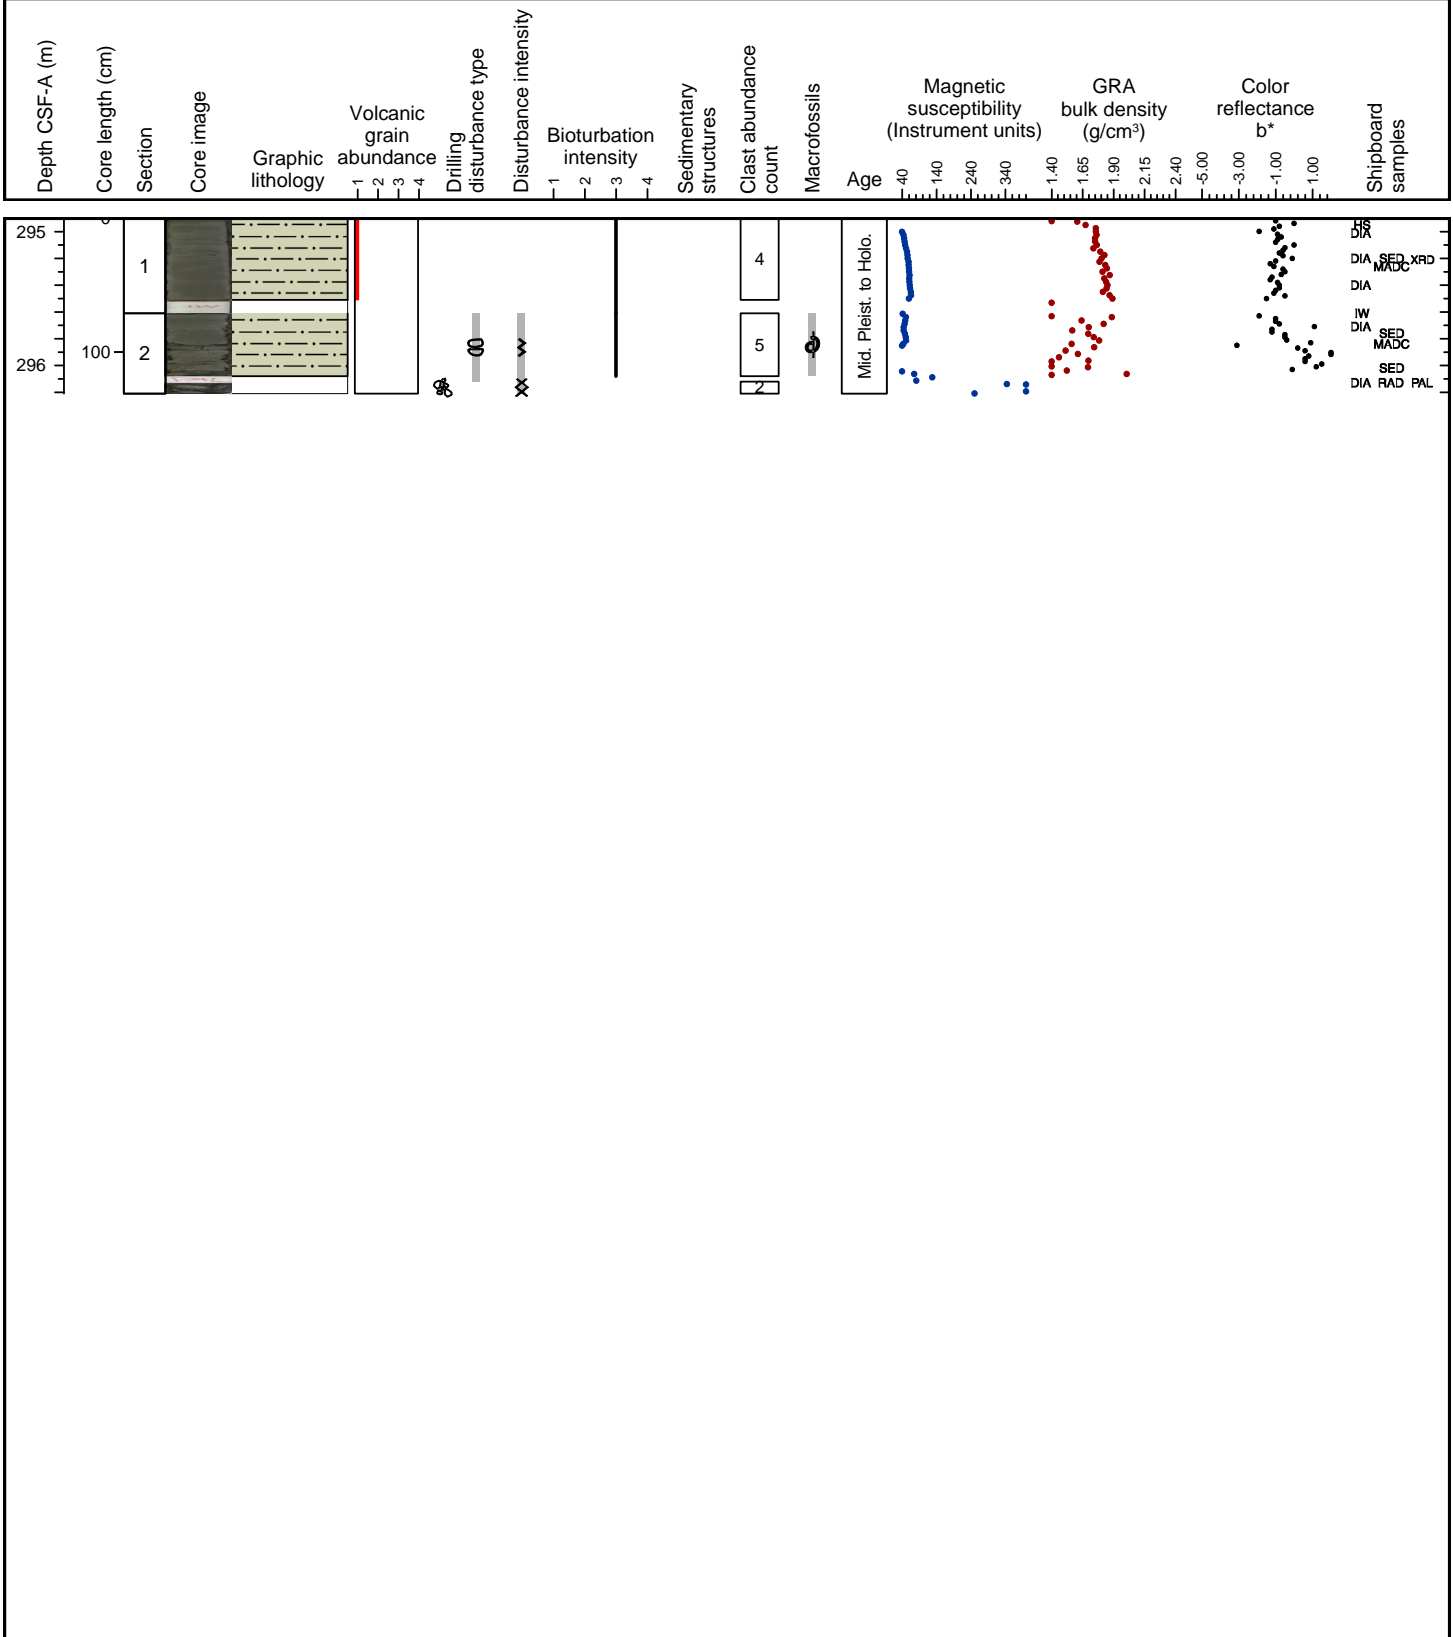 Depth CSF-A (m)
Core length (cm)
Section
Core image
Graphic
lithology
Volcanic
grain
abundance
1 2 3 4
Drilling
disturbance type
Disturbance intensity
Bioturbation
intensity
1 2 3 4
Sedimentary
structures
Clast abundance
count
Macrofossils
Age
Magnetic
susceptibility
(Instrument units)
40 140 240 340
GRA
bulk density
(g/cm³)
1.40 1.65 1.90 2.15 2.40
Color
reflectance
b*
-5.00 -3.00 -1.00 1.00
Shipboard
samples
295
296
0
100
1
2
4
5
2
Mid. Pleist. to Holo.
HS
DIA
DIA SED XRD
MADC
DIA
IW
DIA
SED
MADC
SED
DIA RAD PAL